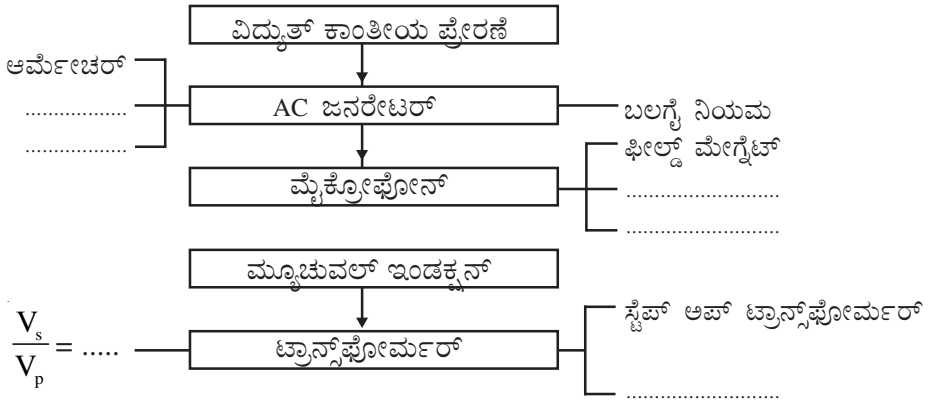 ವಿದ್ಯುತ್ ಕಾಂತೀಯ ಪ್ರೇರಣೆ
ಆರ್ಮೇಚರ್
..................
..................
AC ಜನರೇಟರ್
ಬಲಗೈ ನಿಯಮ
ಫೀಲ್ಡ್ ಮೇಗ್ನೆಟ್
ಮೈಕ್ರೋಫೋನ್
...........................
...........................
ಮ್ಯೂಚುವಲ್ ಇಂಡಕ್ಷನ್
Vs/Vp = .....
ಟ್ರಾನ್ಸ್‌ಫೋರ್ಮರ್
ಸ್ಟೆಪ್ ಅಪ್ ಟ್ರಾನ್ಸ್‌ಫೋರ್ಮರ್
...........................